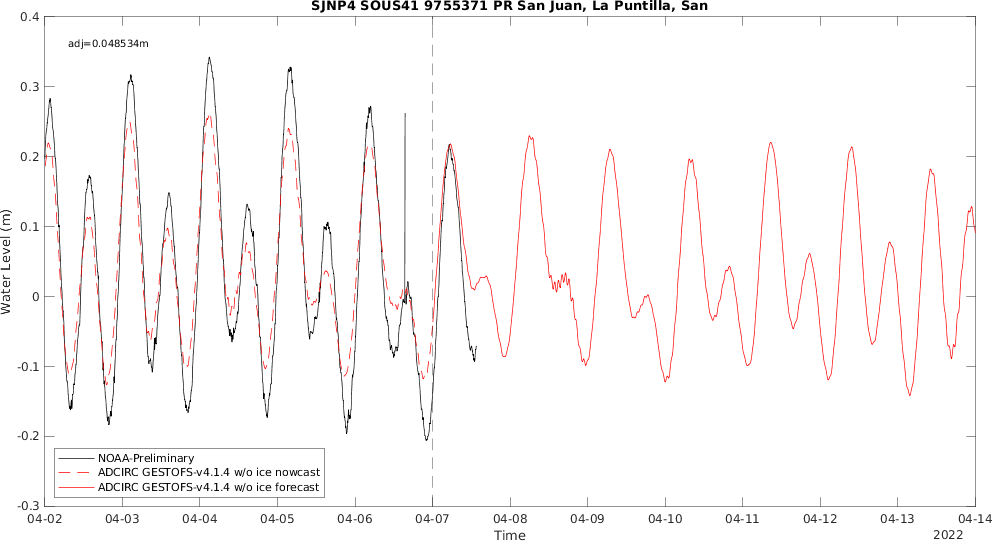 SJNP4 SOUS41 9755371 PR San Juan, La Puntilla, San
adj=0.048534m
0.4
0.3
0.2
0.1
0
-0.1
-0.2
-0.3
Water Level (m)
NOAA-Preliminary
ADCIRC GESTOFS-v4.1.4 w/o ice nowcast
ADCIRC GESTOFS-v4.1.4 w/o ice forecast
04-02 04-03 04-04 04-05 04-06 04-07 04-08 04-09 04-10 04-11 04-12 04-13 04-14
Time
2022